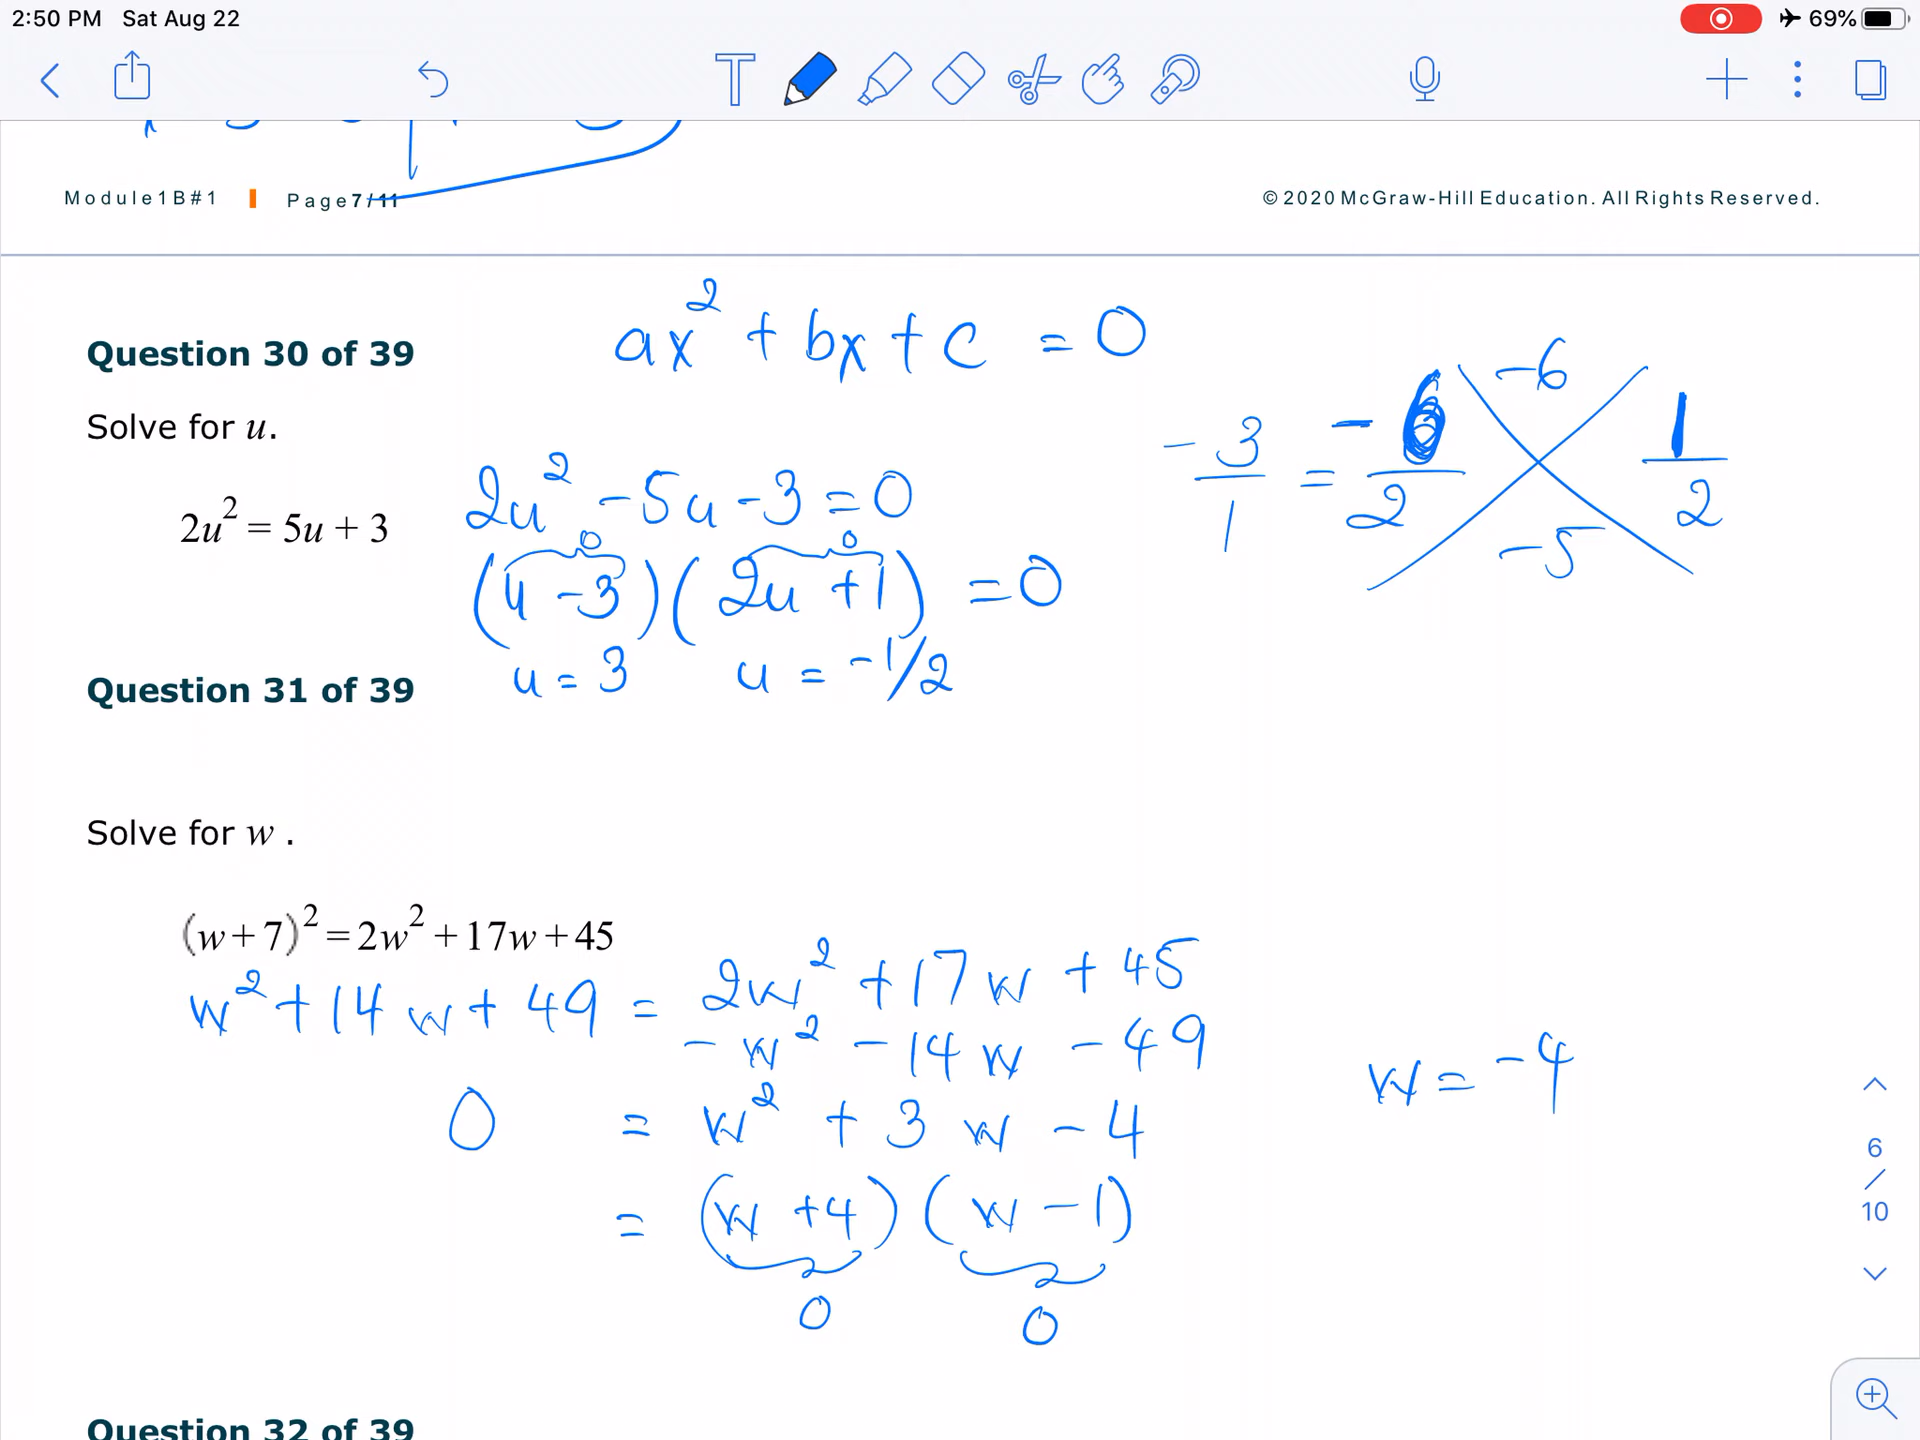 2:50 PM Sat Aug 22
69%
Module1B#1 Page7/11
© 2020 McGraw-Hill Education. All Rights Reserved.
ax² + bx + c = 0
Question 30 of 39
Solve for u.
2u² = 5u + 3
2u² - 5u - 3 = 0
0 0
(u - 3)(2u + 1) = 0
u = 3 u = -1/2
-3/1 = -6/2 -6 -5 1/2
Question 31 of 39
Solve for w .
(w+7)² = 2w² + 17w + 45
w² + 14w + 49 = 2w² + 17w + 45
- w² - 14w - 49
0 = w² + 3w - 4
= (w + 4)(w - 1)
0 0
w = -4
6
/
10
Question 32 of 39